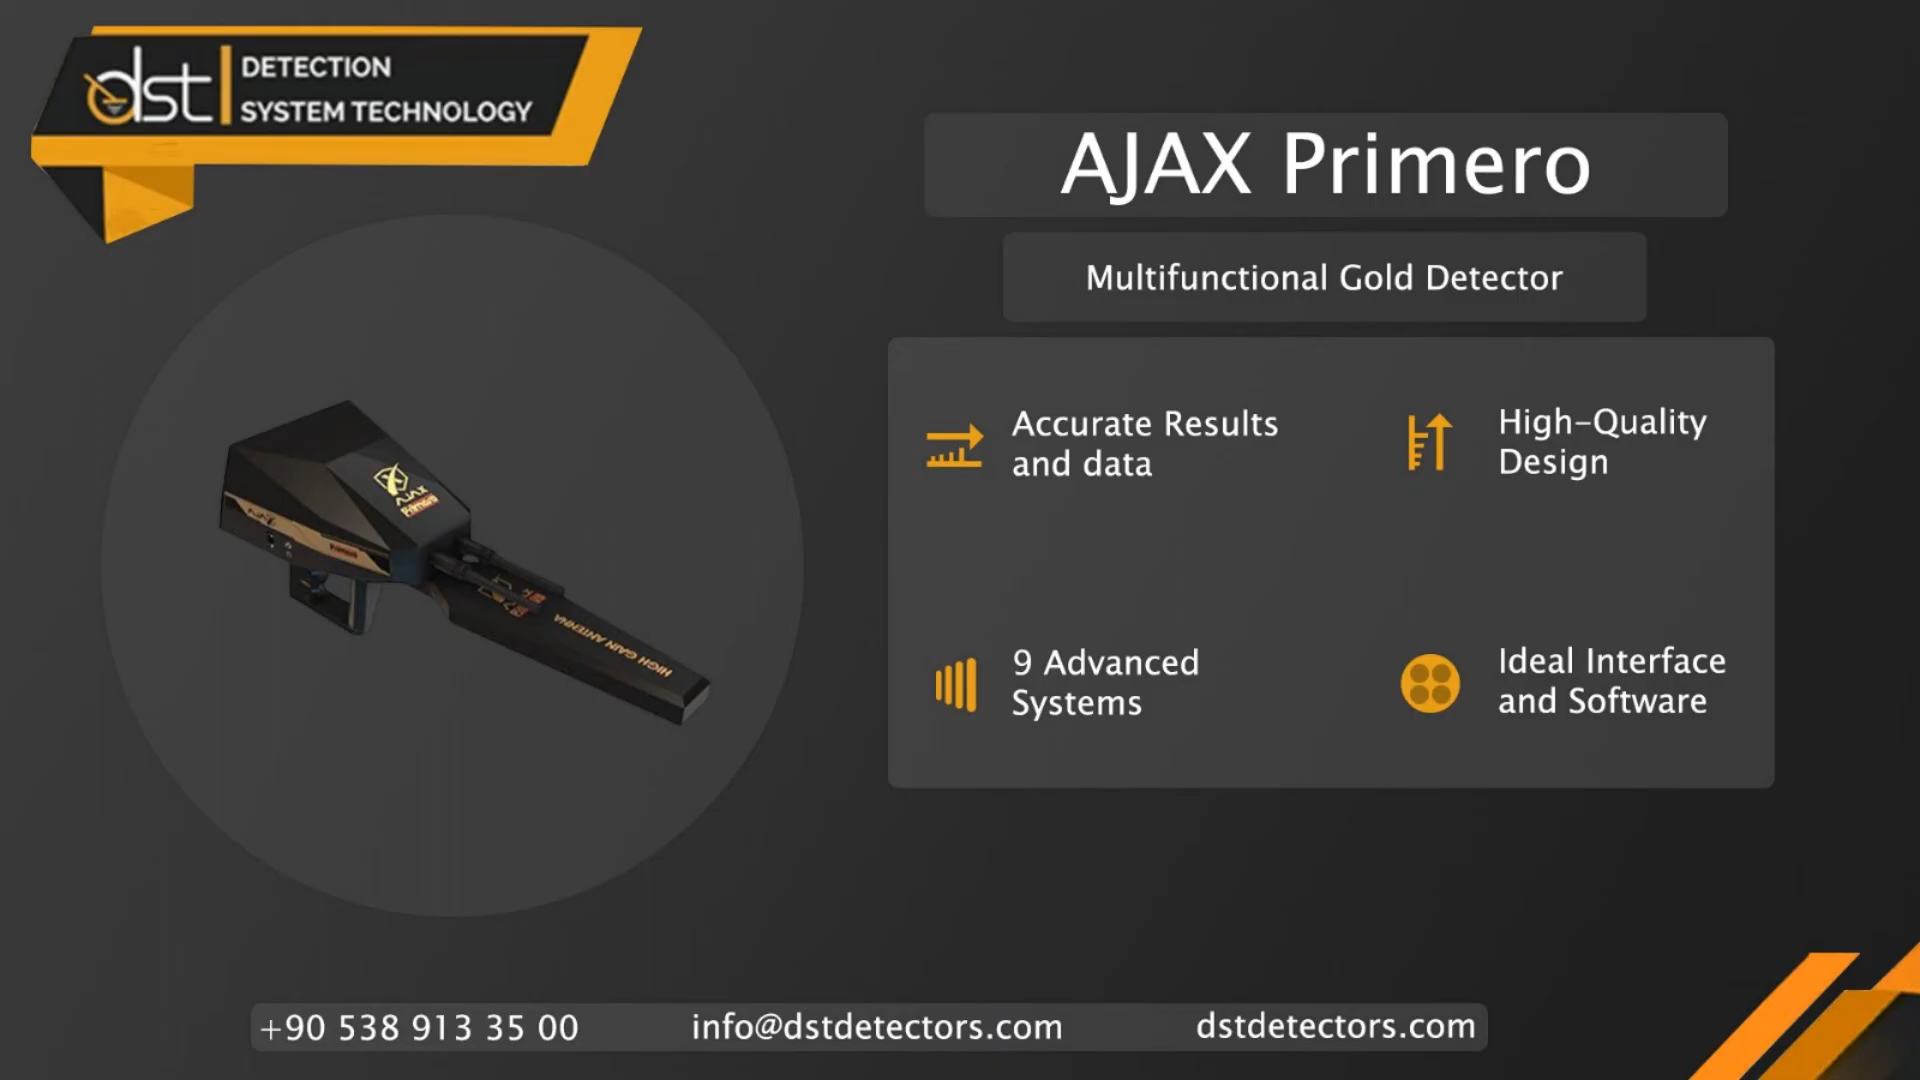 dst
DETECTION
SYSTEM TECHNOLOGY
AJAX Primero
Multifunctional Gold Detector
Accurate Results
and data
High-Quality
Design
9 Advanced
Systems
Ideal Interface
and Software
AJAX
Primero
AJAX
Primero
HIGH GAIN ANTENNA
+90 538 913 35 00
info@dstdetectors.com
dstdetectors.com